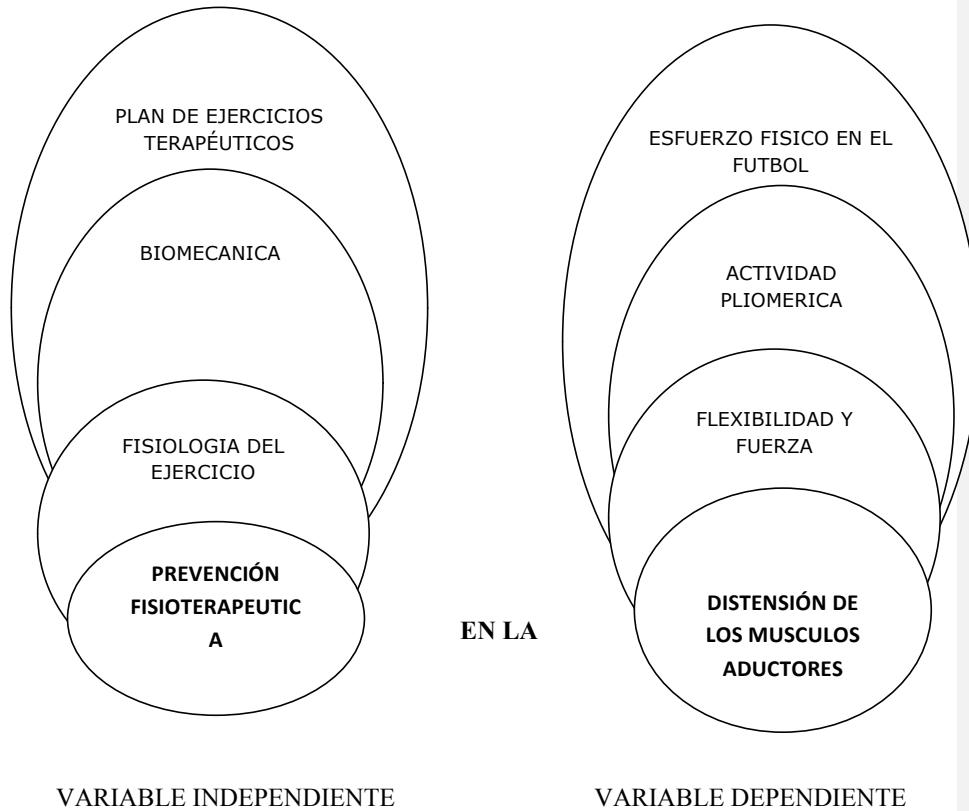 PLAN DE EJERCICIOS
TERAPÉUTICOS
BIOMECANICA
FISIOLOGIA DEL
EJERCICIO
PREVENCIÓN
FISIOTERAPEUTIC
A
EN LA
ESFUERZO FISICO EN EL
FUTBOL
ACTIVIDAD
PLIOMERICA
FLEXIBILIDAD Y
FUERZA
DISTENSIÓN DE
LOS MUSCULOS
ADUCTORES
VARIABLE INDEPENDIENTE
VARIABLE DEPENDIENTE